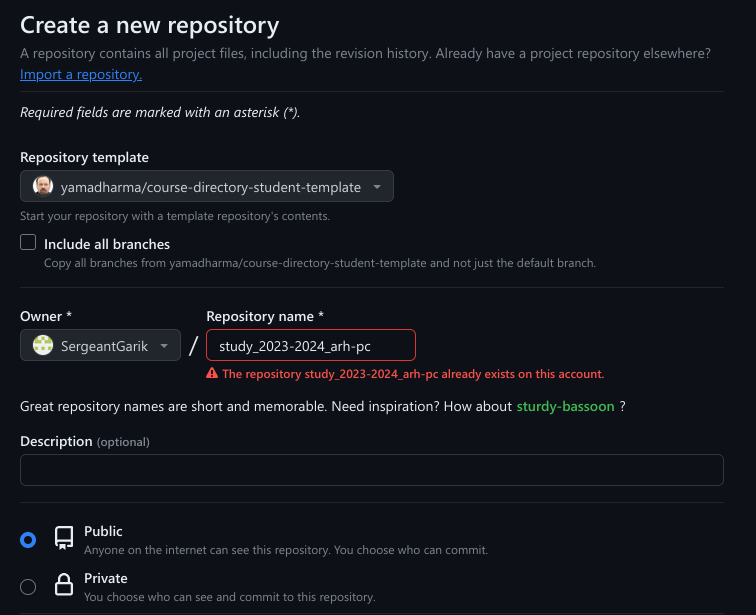 Create a new repository
A repository contains all project files, including the revision history. Already have a project repository elsewhere?
Import a repository.
Required fields are marked with an asterisk (*).
Repository template
yamadharma/course-directory-student-template
Start your repository with a template repository's contents.
Include all branches
Copy all branches from yamadharma/course-directory-student-template and not just the default branch.
Owner * Repository name *
SergeantGarik / study_2023-2024_arh-pc
The repository study_2023-2024_arh-pc already exists on this account.
Great repository names are short and memorable. Need inspiration? How about sturdy-bassoon ?
Description (optional)
Public
Anyone on the internet can see this repository. You choose who can commit.
Private
You choose who can see and commit to this repository.